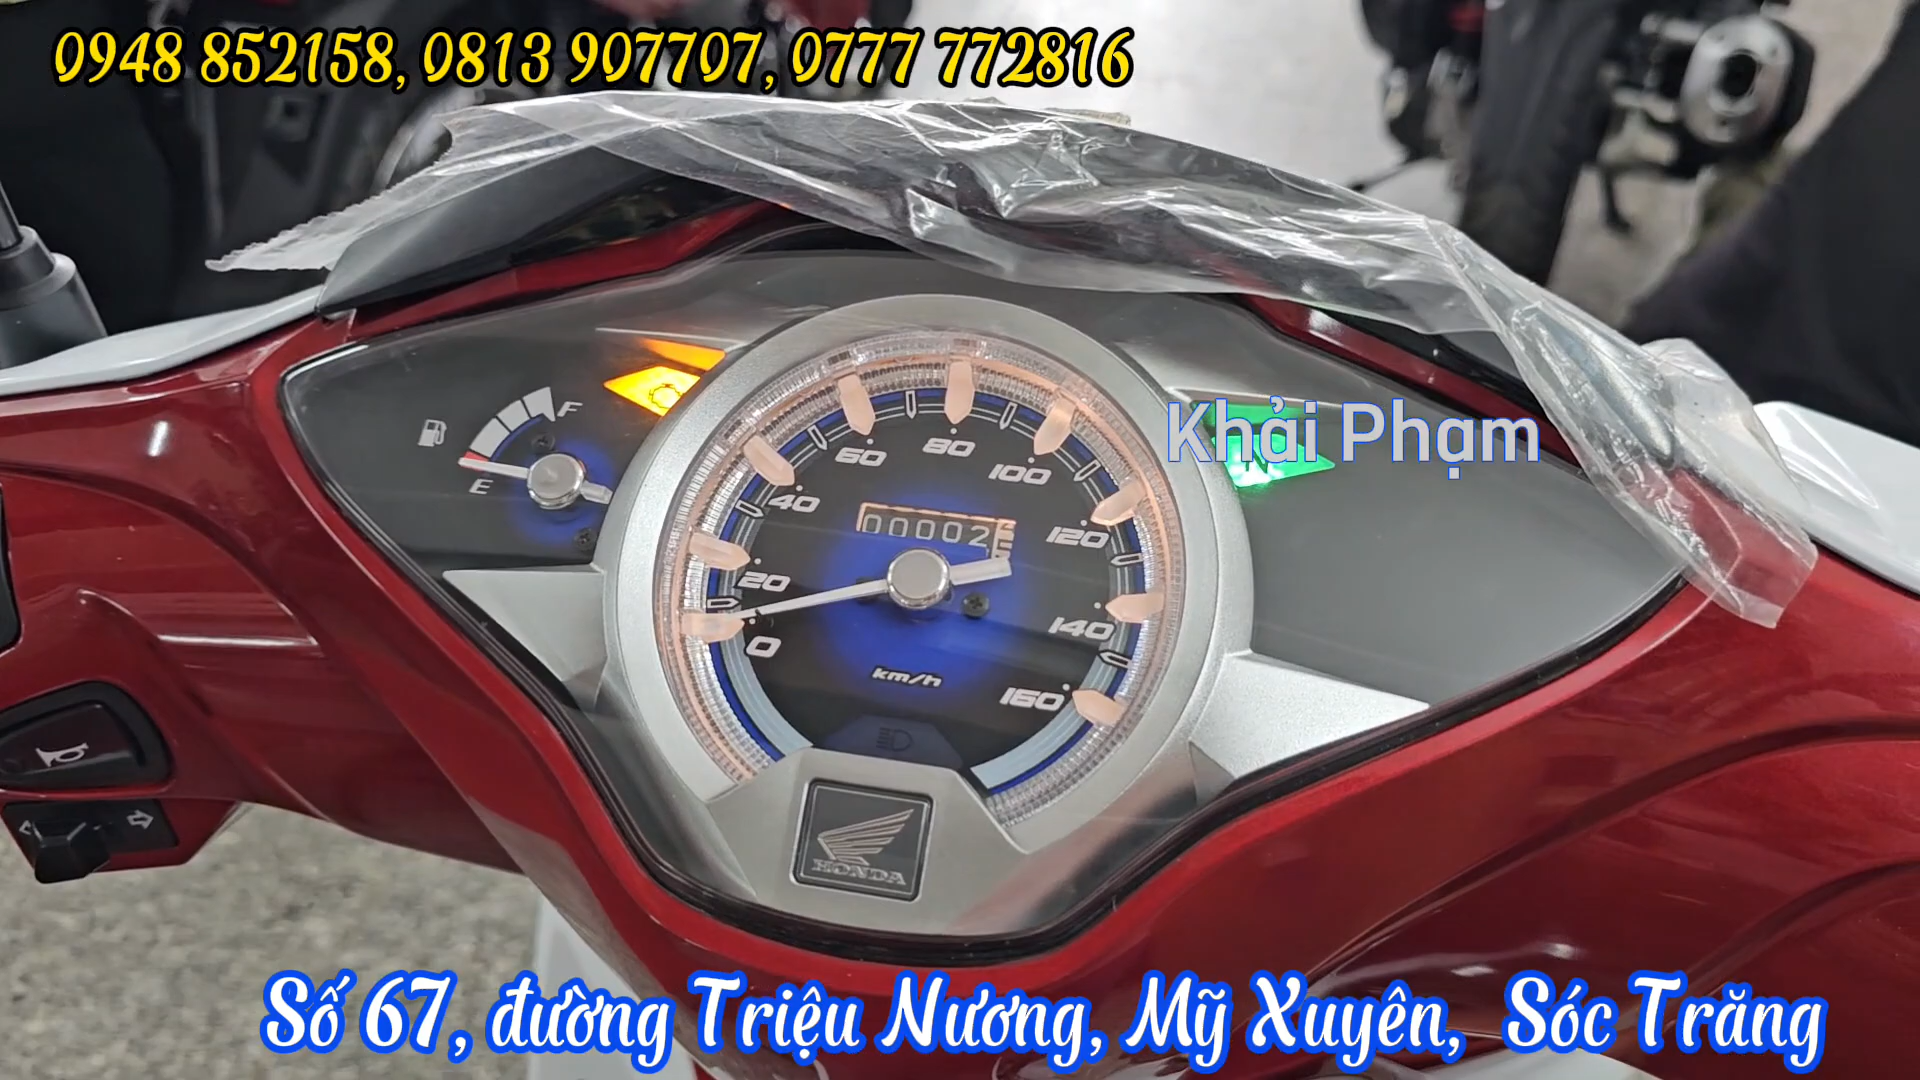 0948 852158, 0813 907707, 0777 772816
Khải Phạm
F
E
N
0
20
40
60
80
100
120
140
160
00002
km/h
HONDA
Số 67, đường Triệu Nương, Mỹ Xuyên, Sóc Trăng